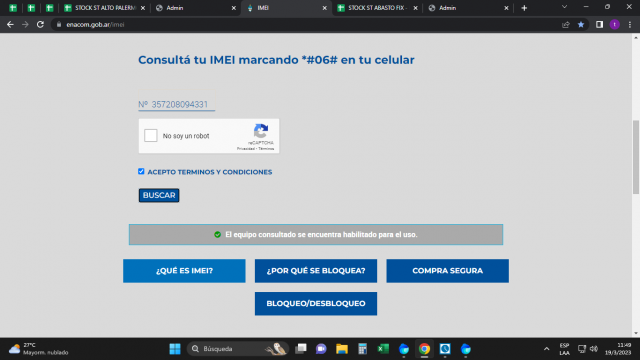 STOCK ST ALTO PALERM
Admin
IMEI
STOCK ST ABASTO FIX -
Admin
enacom.gob.ar/imei
Consultá tu IMEI marcando *#06# en tu celular
Nº 357208094331
No soy un robot
reCAPTCHA
Privacidad - Términos
ACEPTO TERMINOS Y CONDICIONES
BUSCAR
El equipo consultado se encuentra habilitado para el uso.
¿QUÉ ES IMEI?
¿POR QUÉ SE BLOQUEA?
COMPRA SEGURA
BLOQUEO/DESBLOQUEO
27°C
Mayorm. nublado
Búsqueda
ESP
LAA
11:49
19/3/2023